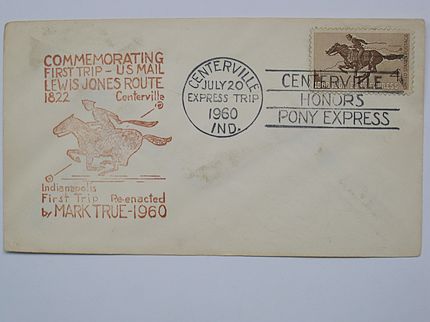 COMMEMORATING
FIRST TRIP - US MAIL
LEWIS JONES ROUTE
1822 Centerville
Indianapolis
First Trip Re-enacted
by MARK TRUE-1960
CENTERVILLE
JULY 20
EXPRESS TRIP
1960
IND.
CENTERVILLE
HONORS
PONY EXPRESS
4¢